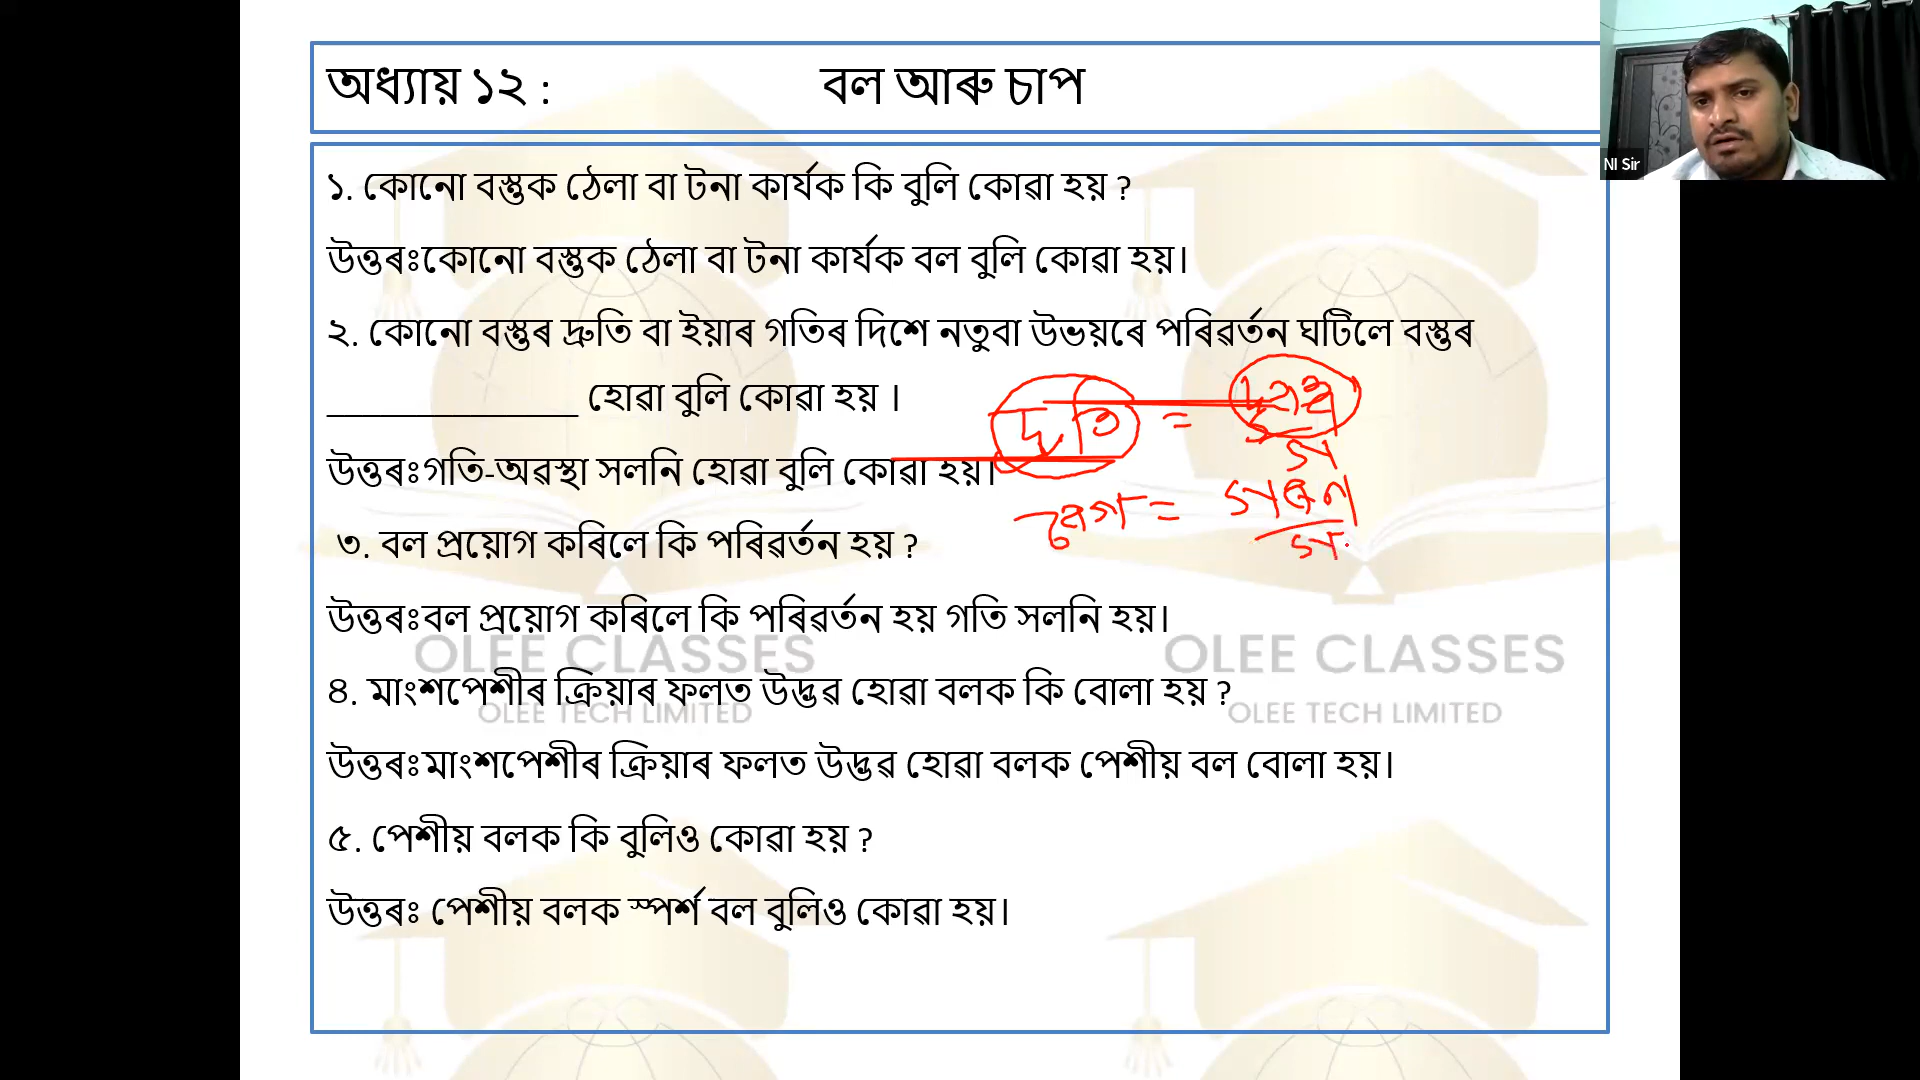 অধ্যায় ১২ : বল আৰু চাপ
Nl Sir
১. কোনো বস্তুক ঠেলা বা টনা কাৰ্যক কি বুলি কোৱা হয় ?
উত্তৰঃকোনো বস্তুক ঠেলা বা টনা কাৰ্যক বল বুলি কোৱা হয়।
২. কোনো বস্তুৰ দ্ৰুতি বা ইয়াৰ গতিৰ দিশে নতুবা উভয়ৰে পৰিৱৰ্তন ঘটিলে বস্তুৰ
______________ হোৱা বুলি কোৱা হয় ।
দ্ৰুতি =
উত্তৰঃগতি-অৱস্থা সলনি হোৱা বুলি কোৱা হয়।
বেগ =
৩. বল প্ৰয়োগ কৰিলে কি পৰিৱৰ্তন হয় ?
উত্তৰঃবল প্ৰয়োগ কৰিলে কি পৰিৱৰ্তন হয় গতি সলনি হয়।
OLEE CLASSES OLEE CLASSES
৪. মাংশপেশীৰ ক্ৰিয়াৰ ফলত উদ্ভৱ হোৱা বলক কি বোলা হয় ?
OLEE TECH LIMITED OLEE TECH LIMITED
উত্তৰঃমাংশপেশীৰ ক্ৰিয়াৰ ফলত উদ্ভৱ হোৱা বলক পেশীয় বল বোলা হয়।
৫. পেশীয় বলক কি বুলিও কোৱা হয় ?
উত্তৰঃ পেশীয় বলক স্পৰ্শ বল বুলিও কোৱা হয়।